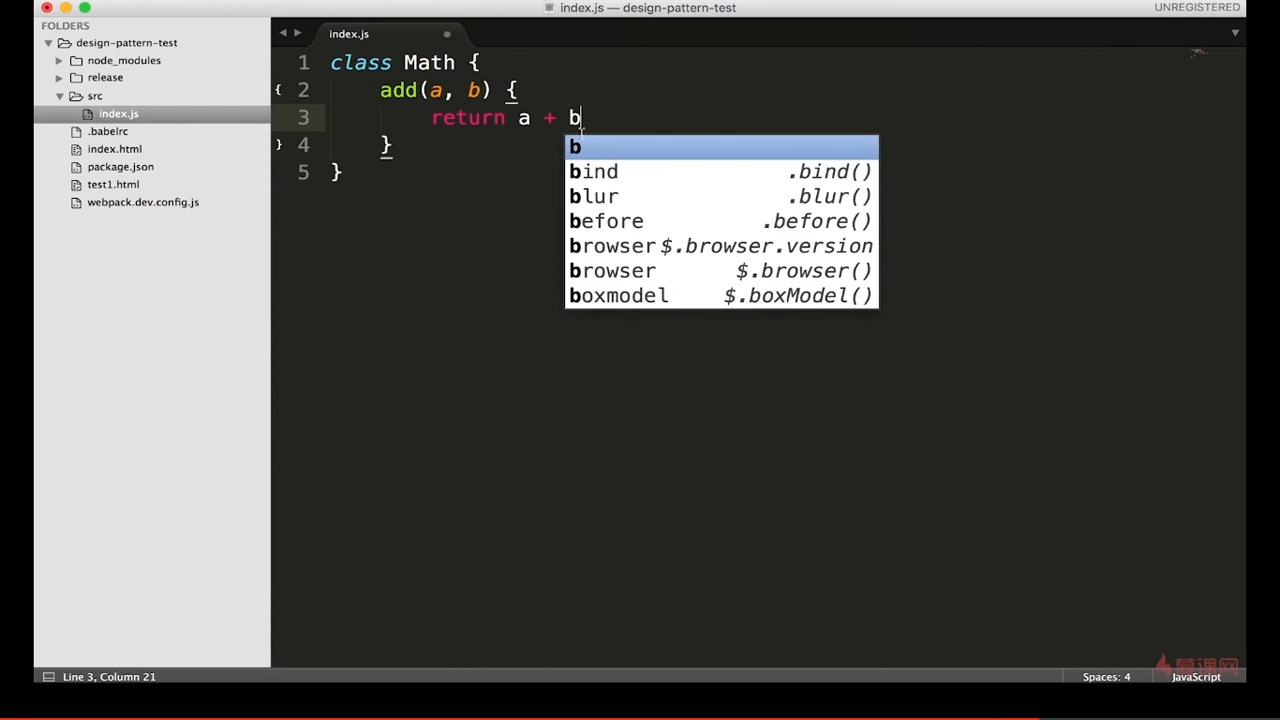 index.js — design-pattern-test
UNREGISTERED
FOLDERS
design-pattern-test
node_modules
release
src
index.js
.babelrc
index.html
package.json
test1.html
webpack.dev.config.js
index.js
1 class Math {
2 add(a, b) {
3 return a + b
4 }
5 }
b
bind .bind()
blur .blur()
before .before()
browser $.browser.version
browser $.browser()
boxmodel $.boxModel()
慕课网
Line 3, Column 21
Spaces: 4
JavaScript